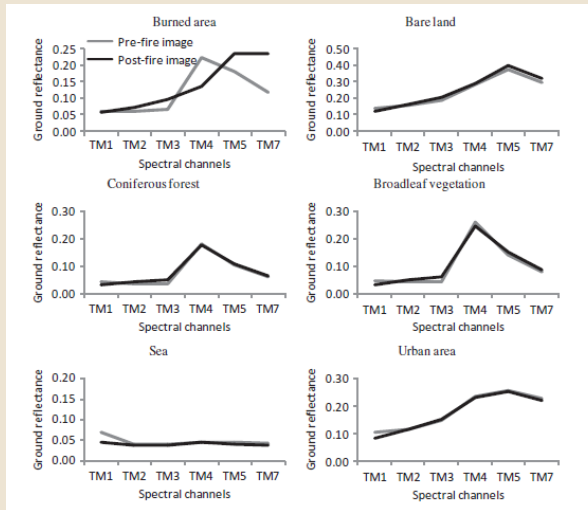 Burned area
Pre-fire image
Post-fire image
Ground reflectance
0.25
0.20
0.15
0.10
0.05
0.00
TM1 TM2 TM3 TM4 TM5 TM7
Spectral channels
Bare land
Ground reflectance
0.50
0.40
0.30
0.20
0.10
0.00
TM1 TM2 TM3 TM4 TM5 TM7
Spectral channels
Coniferous forest
Ground reflectance
0.30
0.20
0.10
0.00
TM1 TM2 TM3 TM4 TM5 TM7
Spectral channels
Broadleaf vegetation
Ground reflectance
0.30
0.20
0.10
0.00
TM1 TM2 TM3 TM4 TM5 TM7
Spectral channels
Sea
Ground reflectance
0.20
0.15
0.10
0.05
0.00
TM1 TM2 TM3 TM4 TM5 TM7
Spectral channels
Urban area
Ground reflectance
0.30
0.20
0.10
0.00
TM1 TM2 TM3 TM4 TM5 TM7
Spectral channels